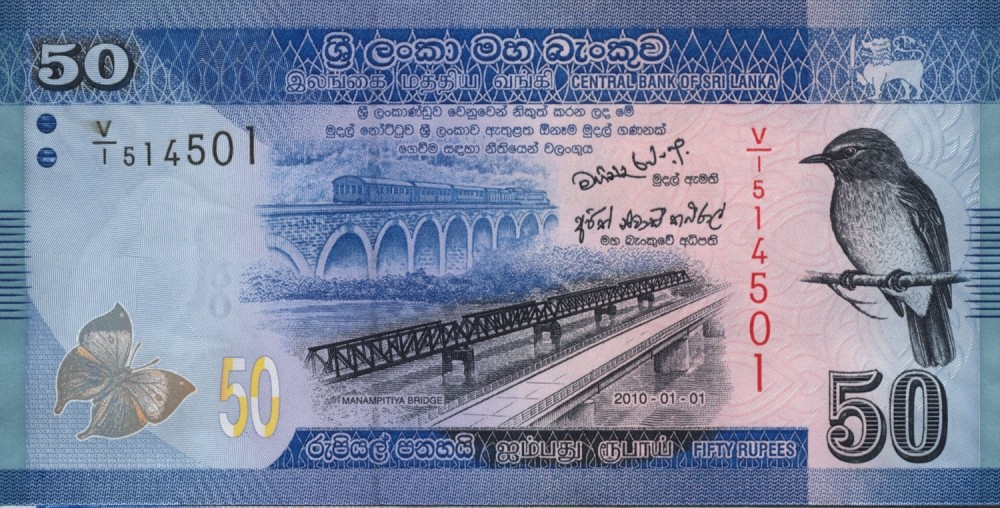 50
ශ්‍රී ලංකා මහ බැංකුව
இலங்கை மத்திய வங்கி CENTRAL BANK OF SRI LANKA
ශ්‍රී ලංකාණ්ඩුව වෙනුවෙන් නිකුත් කරන ලද මේ
මුදල් නෝට්ටුව ශ්‍රී ලංකාව ඇතුළත ඕනෑම මුදල් ගණනක්
ගෙවීම සඳහා නීතියෙන් වලංගුය
V/1 514501
V/1 514501
මුදල් ඇමති
මහ බැංකුවේ අධිපති
50
MANAMPITIYA BRIDGE
2010-01-01
50
රුපියල් පනහයි ஐம்பது ரூபாய் FIFTY RUPEES